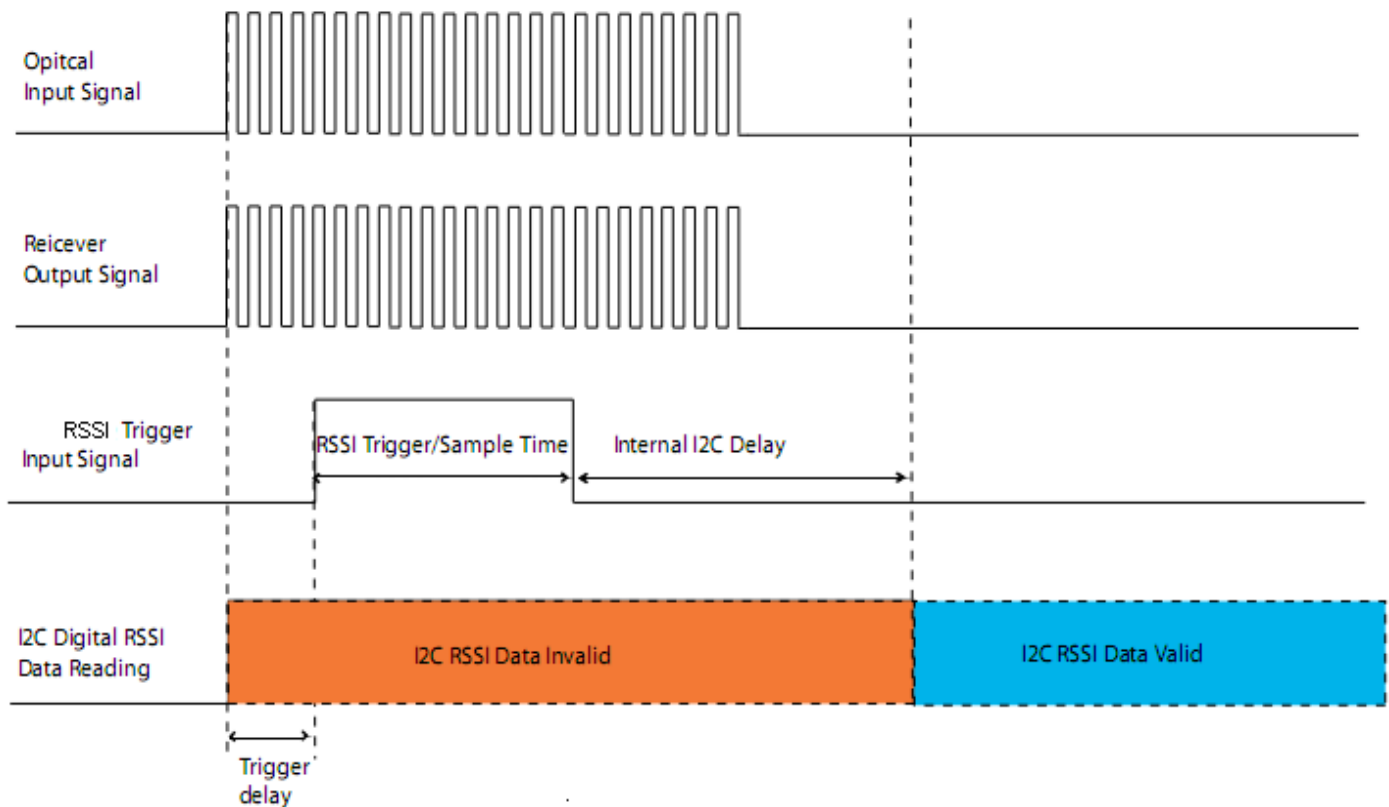 Opitcal
Input Signal
Reicever
Output Signal
RSSI Trigger
Input Signal
RSSI Trigger/Sample Time
Internal I2C Delay
I2C Digital RSSI
Data Reading
I2C RSSI Data Invalid
I2C RSSI Data Valid
Trigger
delay